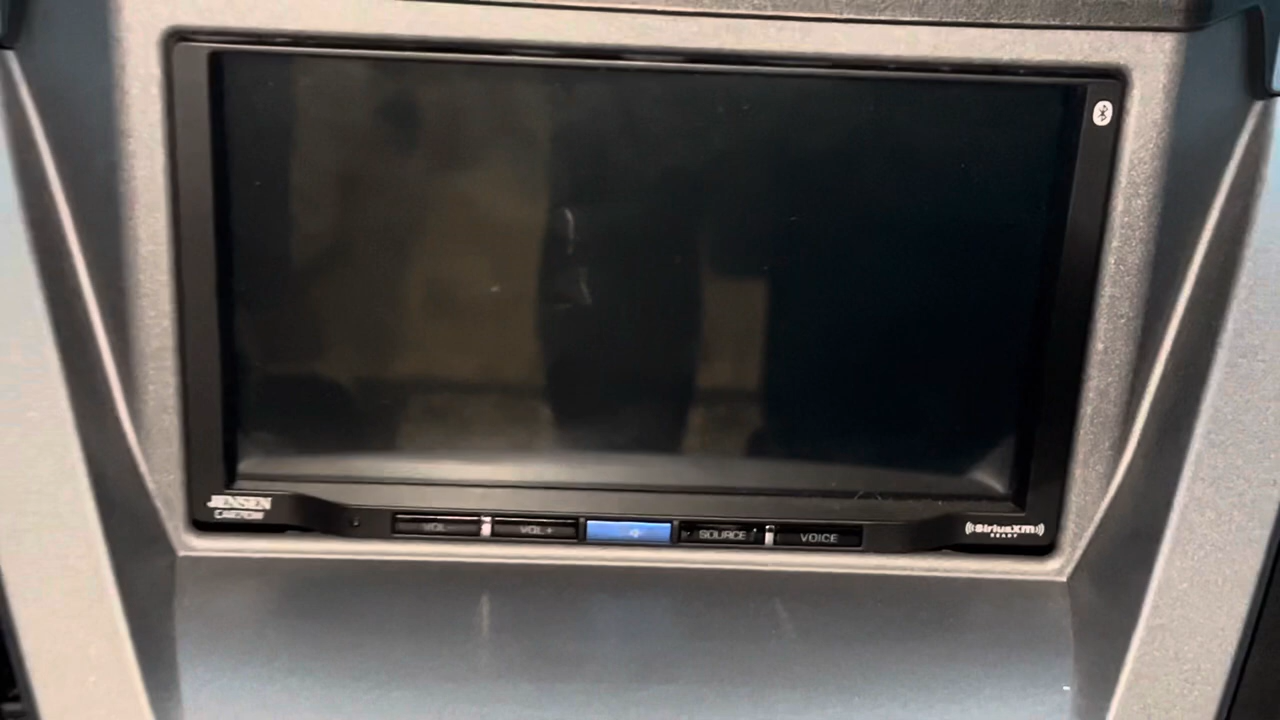 JENSEN
VOL-
VOL+
SOURCE
VOICE
((SiriusXM))
READY